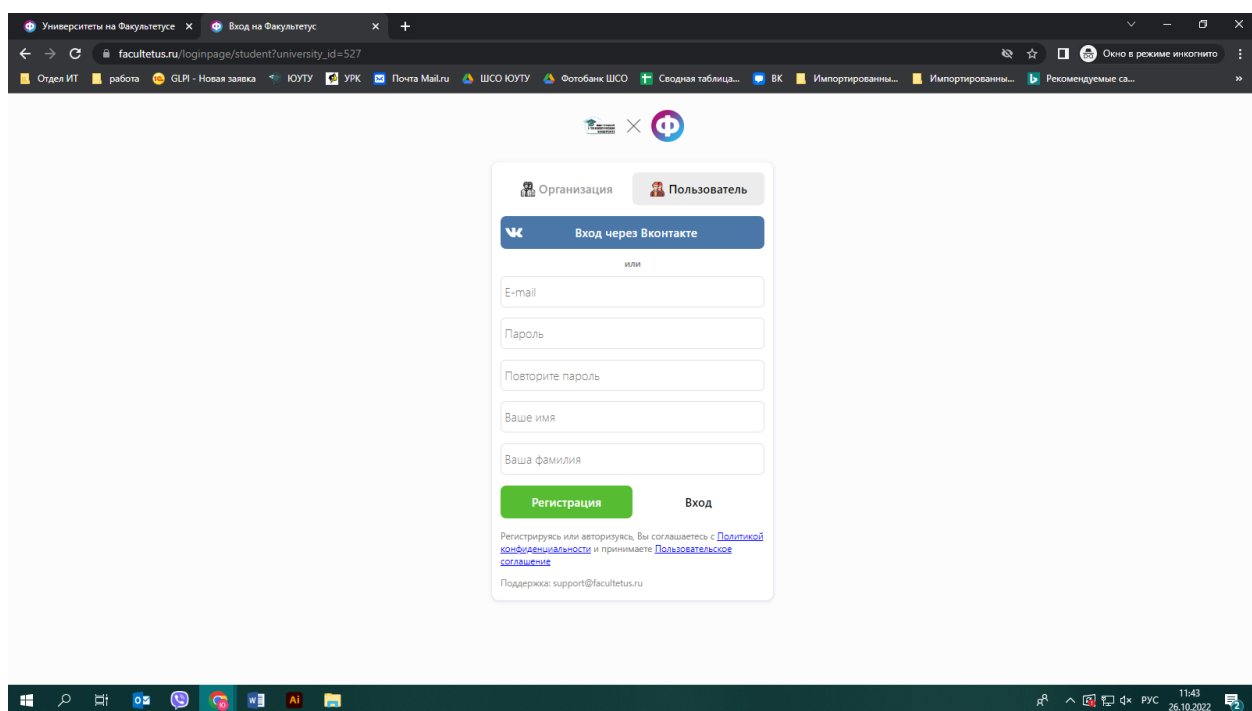 Университеты на Факультетусе
Вход на Факультетус
facultetus.ru/loginpage/student?university_id=527
Окно в режиме инкогнито
Отдел ИТ
работа
GLPI - Новая заявка
ЮУТУ
УРК
Почта Mail.ru
ШСО ЮУТУ
Фотобанк ШСО
Сводная таблица...
ВК
Импортированны...
Импортированны...
Рекомендуемые са...
Ф
Организация
Пользователь
Вход через Вконтакте
или
E-mail
Пароль
Повторите пароль
Ваше имя
Ваша фамилия
Регистрация
Вход
Регистрируясь или авторизуясь, Вы соглашаетесь с Политикой
конфиденциальности и принимаете Пользовательское
соглашение
Поддержка: support@facultetus.ru
РУС
11:43
26.10.2022